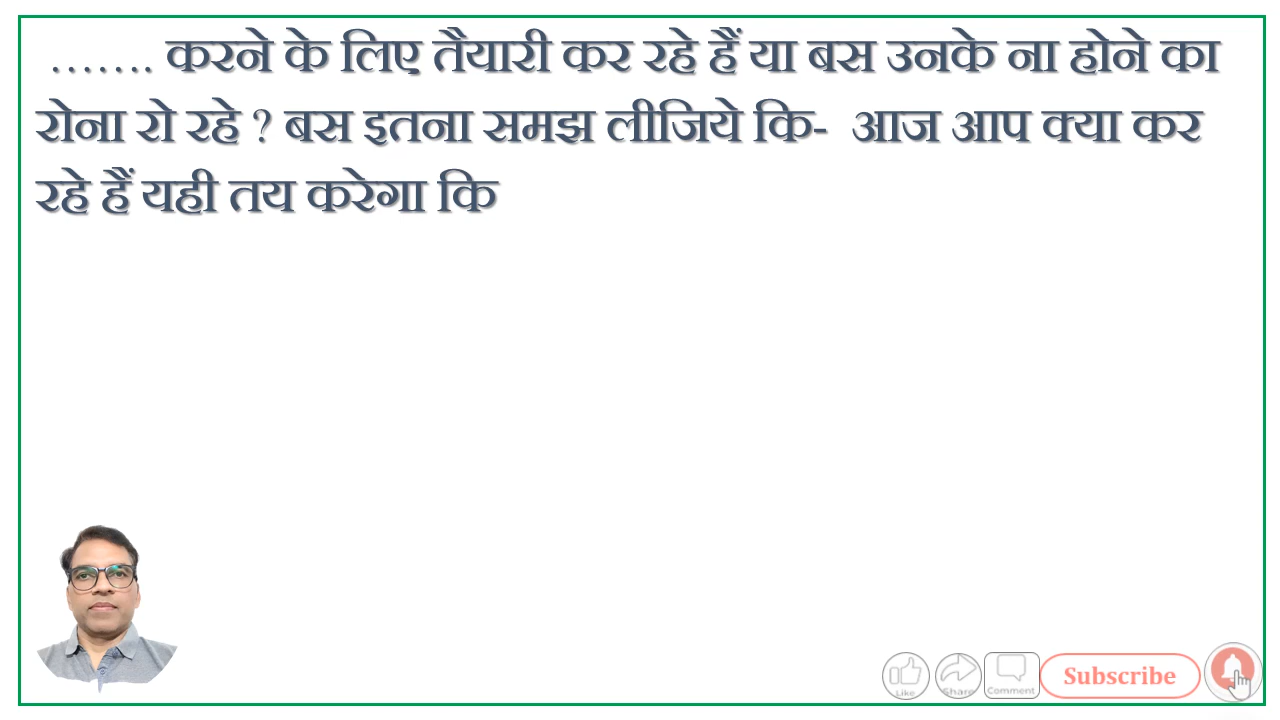 ……. करने के लिए तैयारी कर रहे हैं या बस उनके ना होने का
रोना रो रहे ? बस इतना समझ लीजिये कि- आज आप क्या कर
रहे हैं यही तय करेगा कि
Like
Share
Comment
Subscribe